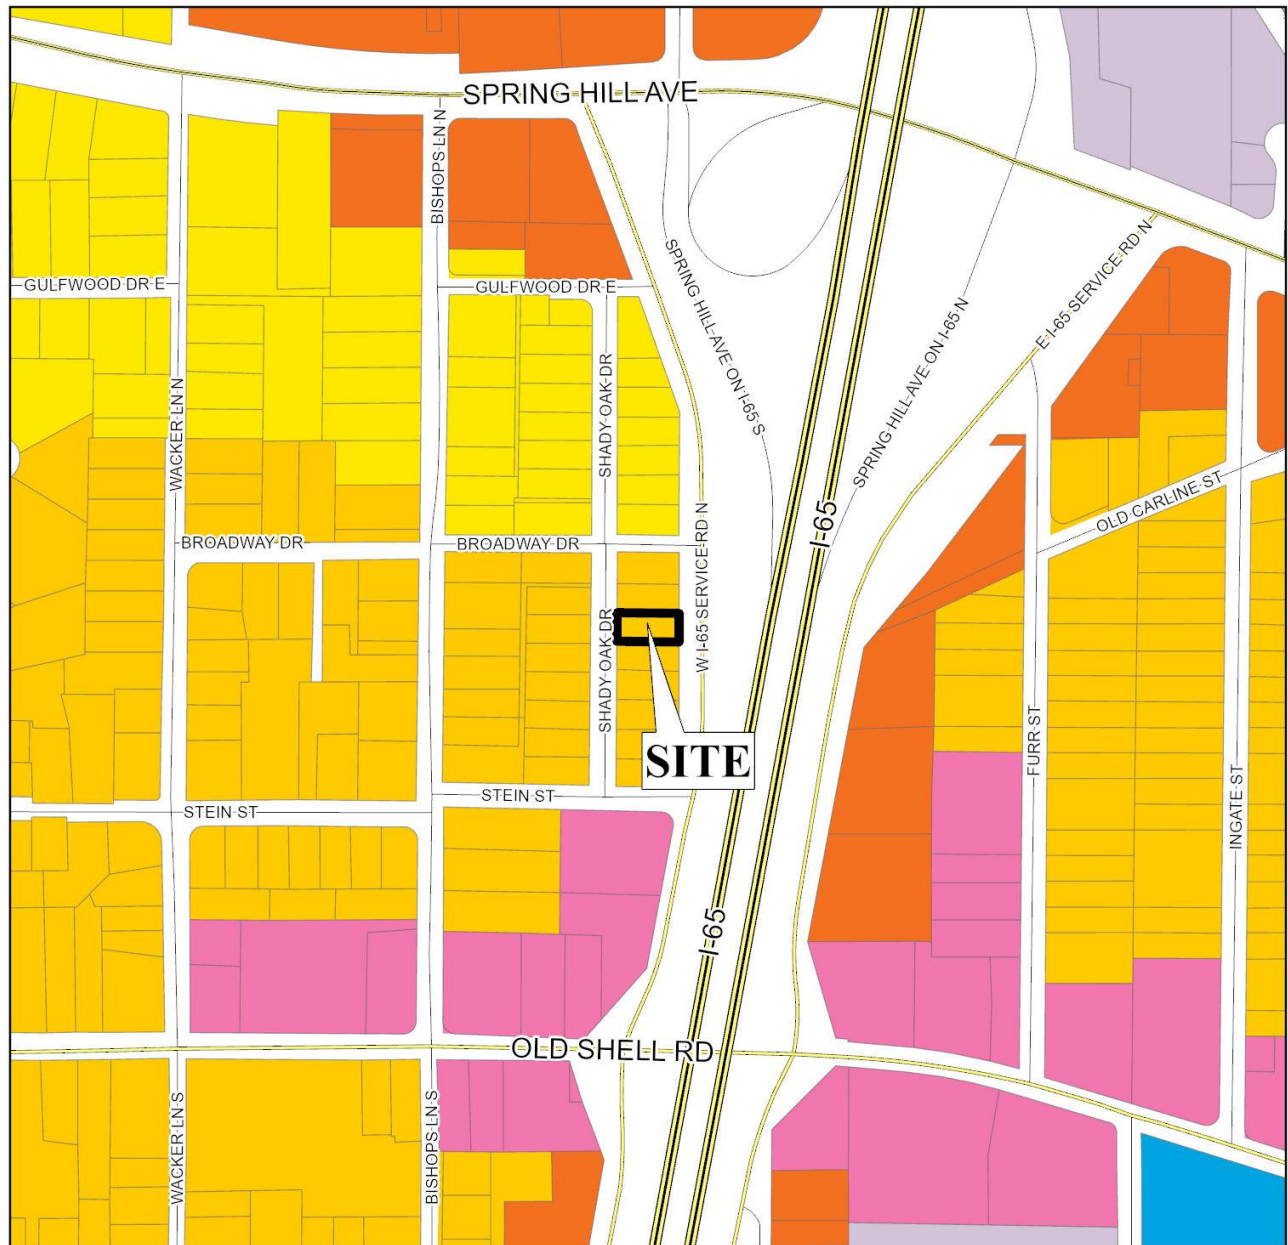 SPRING HILL AVE
BISHOPS LN N
SPRING HILL AVE ON I-65 S
SPRING HILL AVE ON I-65 N
E I-65 SERVICE RD N
GULFWOOD DR E
GULFWOOD DR E
WACKER LN N
SHADY OAK DR
OLD CARLINE ST
I-65
BROADWAY DR
BROADWAY DR
W I-65 SERVICE RD N
SHADY OAK DR
FURR ST
SITE
INGATE ST
STEIN ST
STEIN ST
I-65
OLD SHELL RD
WACKER LN S
BISHOPS LN S